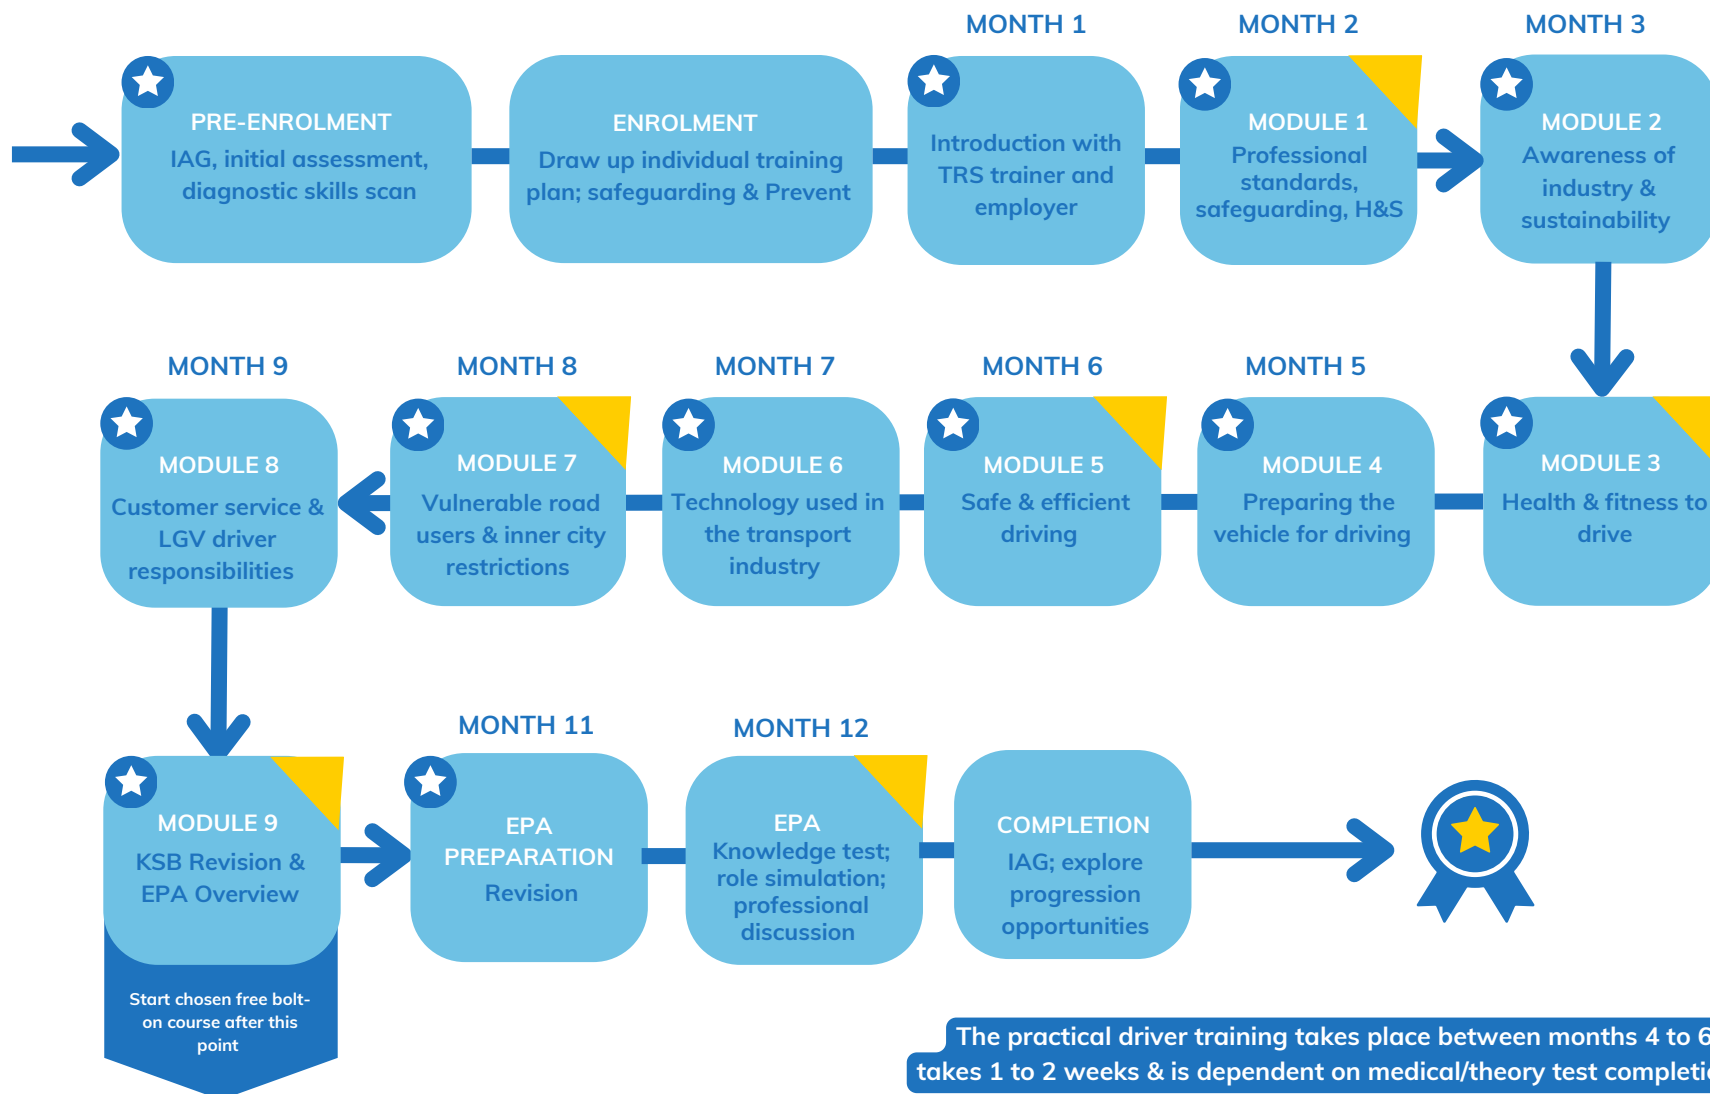 MONTH 1
MONTH 2
MONTH 3
PRE-ENROLMENT
IAG, initial assessment,
diagnostic skills scan
ENROLMENT
Draw up individual training
plan; safeguarding & Prevent
Introduction with
TRS trainer and
employer
MODULE 1
Professional
standards,
safeguarding, H&S
MODULE 2
Awareness of
industry &
sustainability
MONTH 9
MONTH 8
MONTH 7
MONTH 6
MONTH 5
MODULE 8
Customer service &
LGV driver
responsibilities
MODULE 7
Vulnerable road
users & inner city
restrictions
MODULE 6
Technology used in
the transport
industry
MODULE 5
Safe & efficient
driving
MODULE 4
Preparing the
vehicle for driving
MODULE 3
Health & fitness to
drive
MONTH 11
MONTH 12
MODULE 9
KSB Revision &
EPA Overview
EPA
PREPARATION
Revision
EPA
Knowledge test;
role simulation;
professional
discussion
COMPLETION
IAG; explore
progression
opportunities
Start chosen free bolt-
on course after this
point
The practical driver training takes place between months 4 to 6
takes 1 to 2 weeks & is dependent on medical/theory test